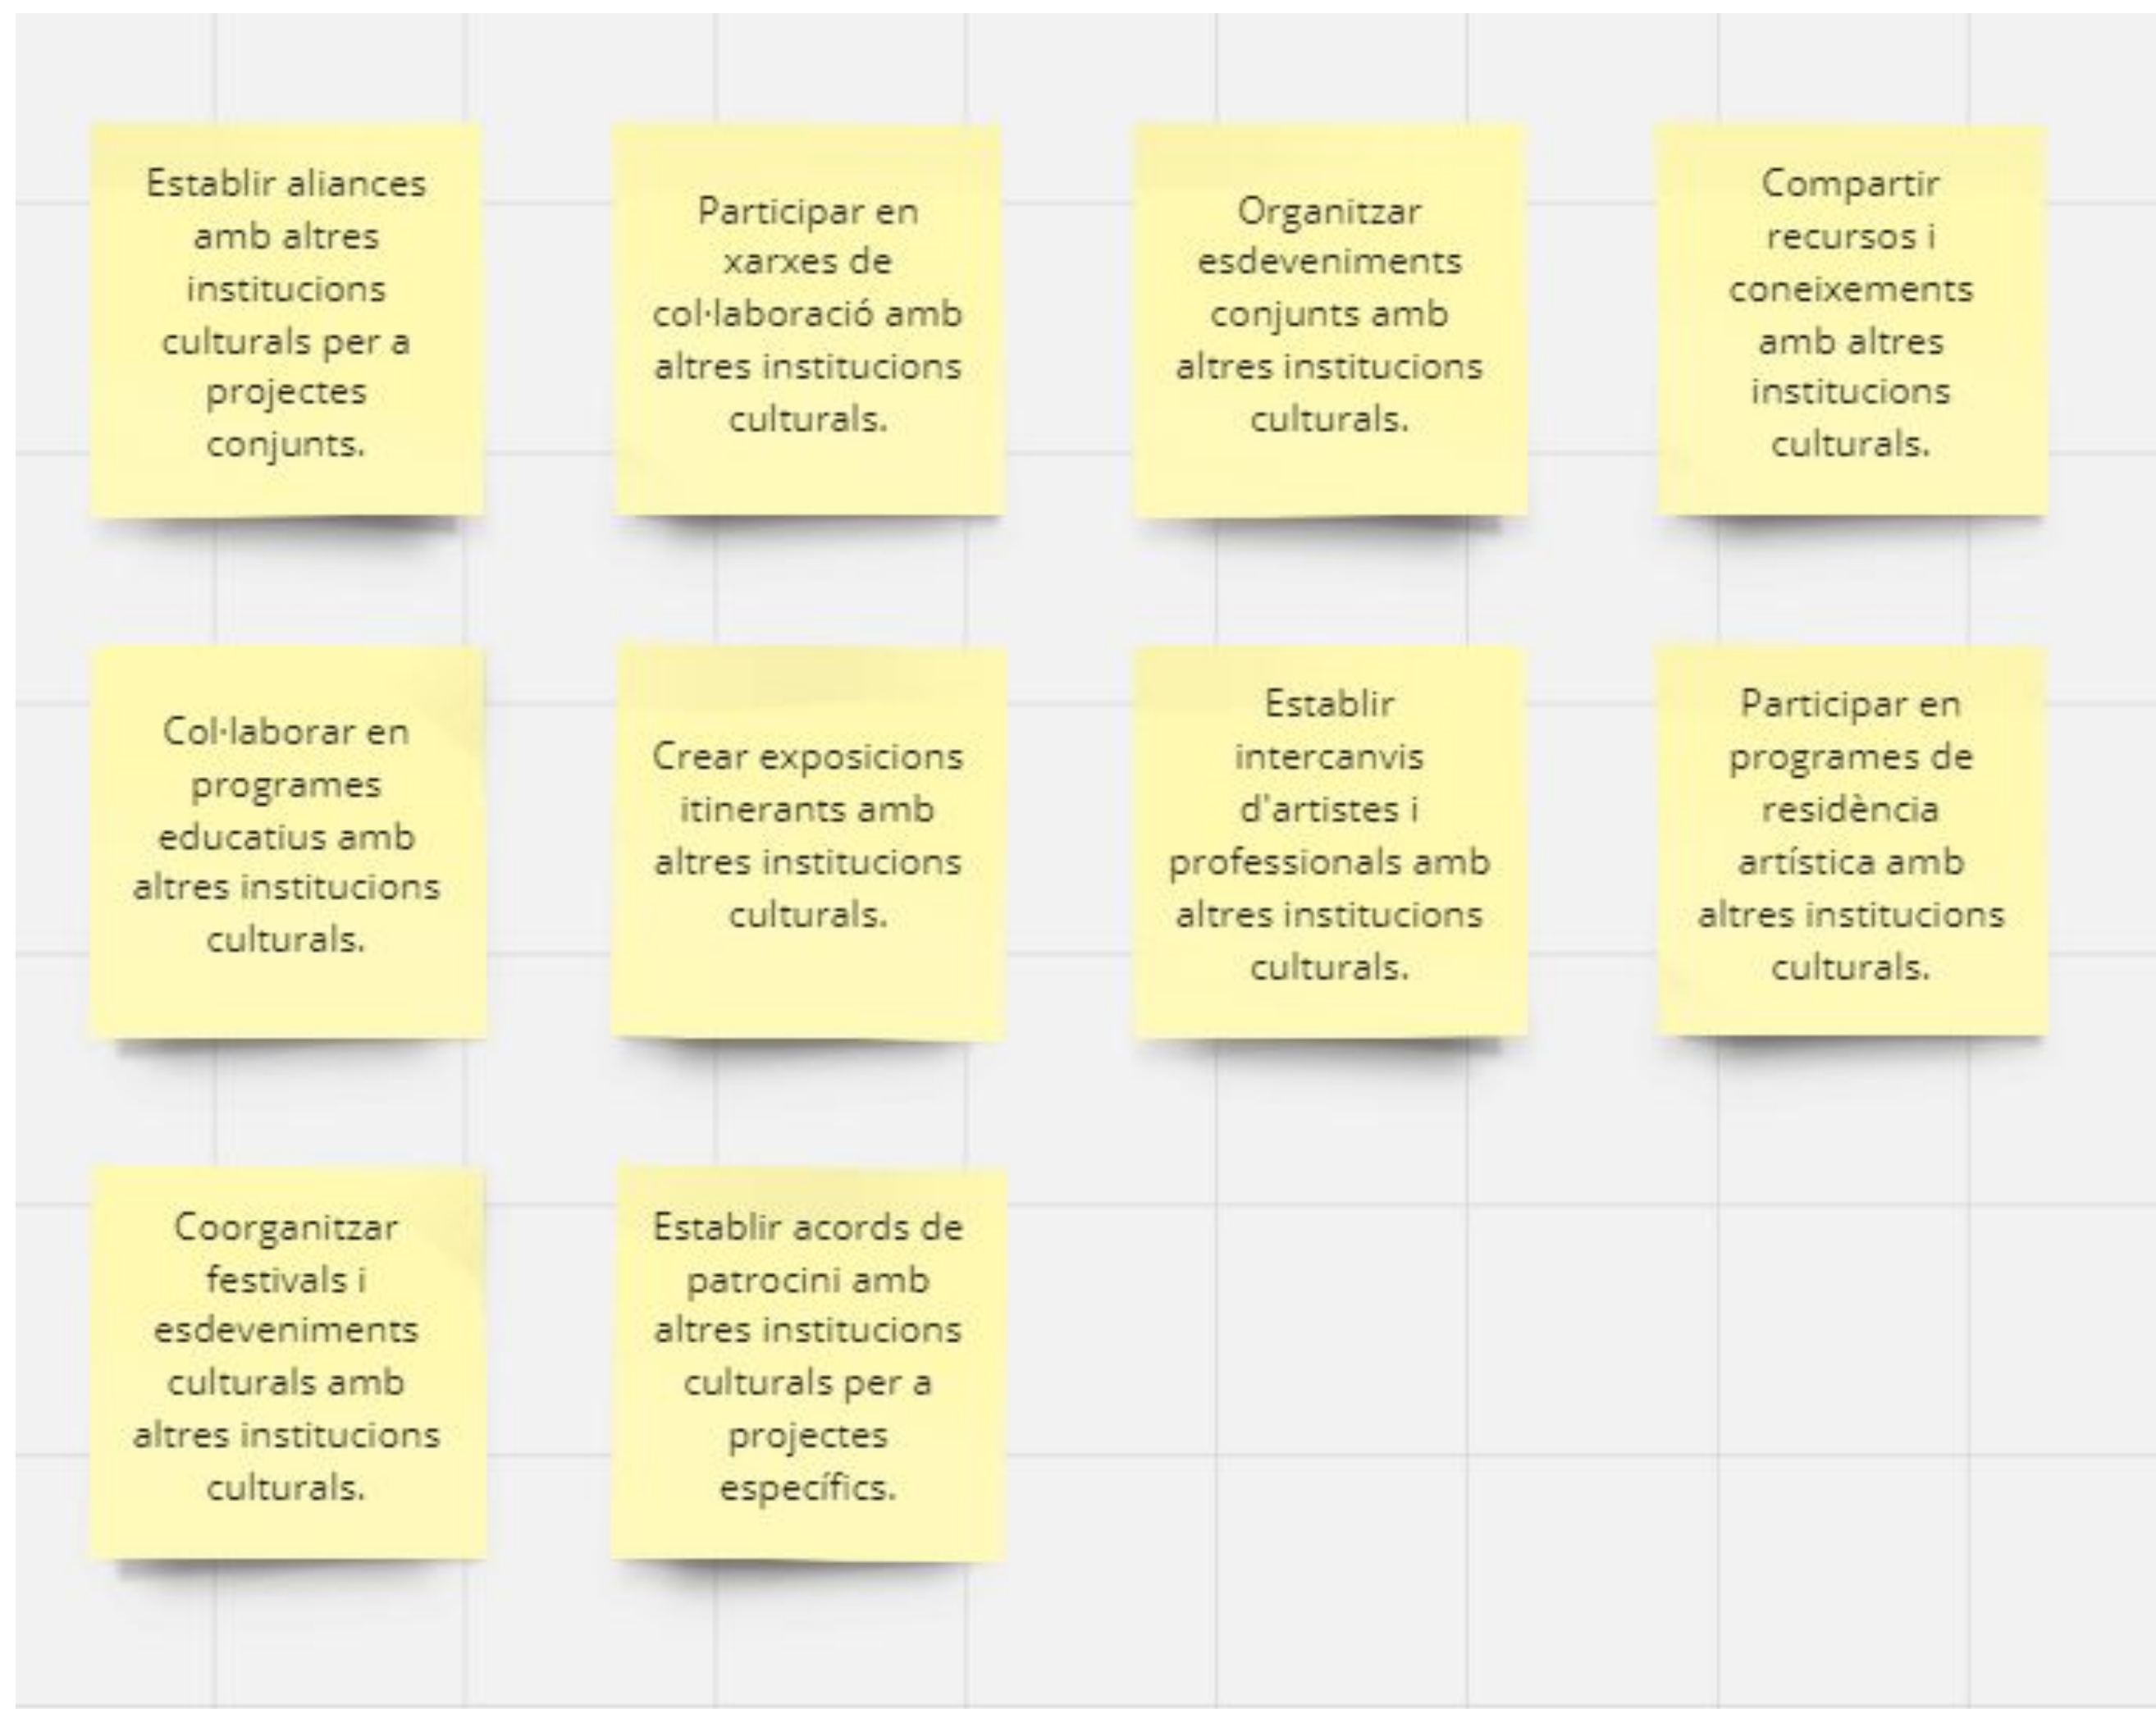 Establir aliances
amb altres
institucions
culturals per a
projectes
conjunts.
Participar en
xarxes de
col·laboració amb
altres institucions
culturals.
Organitzar
esdeveniments
conjunts amb
altres institucions
culturals.
Compartir
recursos i
coneixements
amb altres
institucions
culturals.
Col·laborar en
programes
educatius amb
altres institucions
culturals.
Crear exposicions
itinerants amb
altres institucions
culturals.
Establir
intercanvis
d'artistes i
professionals amb
altres institucions
culturals.
Participar en
programes de
residència
artística amb
altres institucions
culturals.
Coorganitzar
festivals i
esdeveniments
culturals amb
altres institucions
culturals.
Establir acords de
patrocini amb
altres institucions
culturals per a
projectes
específics.